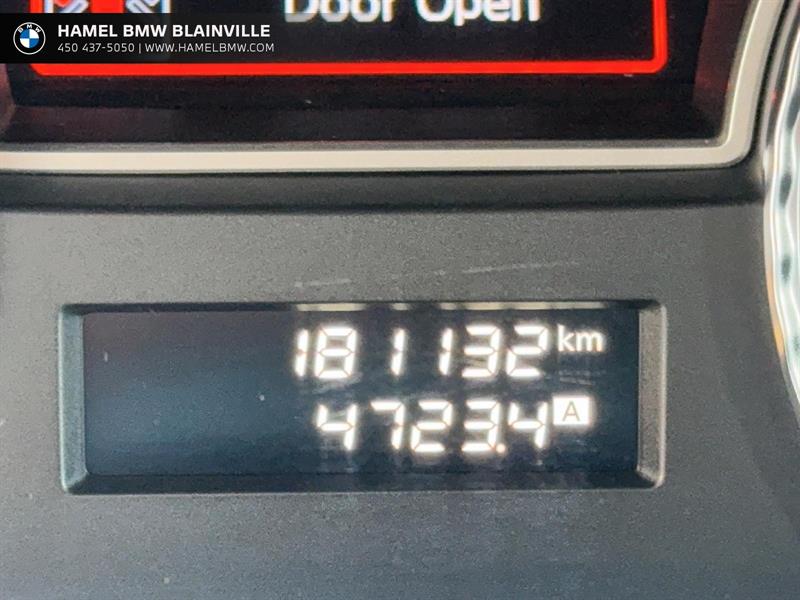 HAMEL BMW BLAINVILLE
450 437-5050 | WWW.HAMELBMW.COM
Door Open
181132 km
4723.4 A